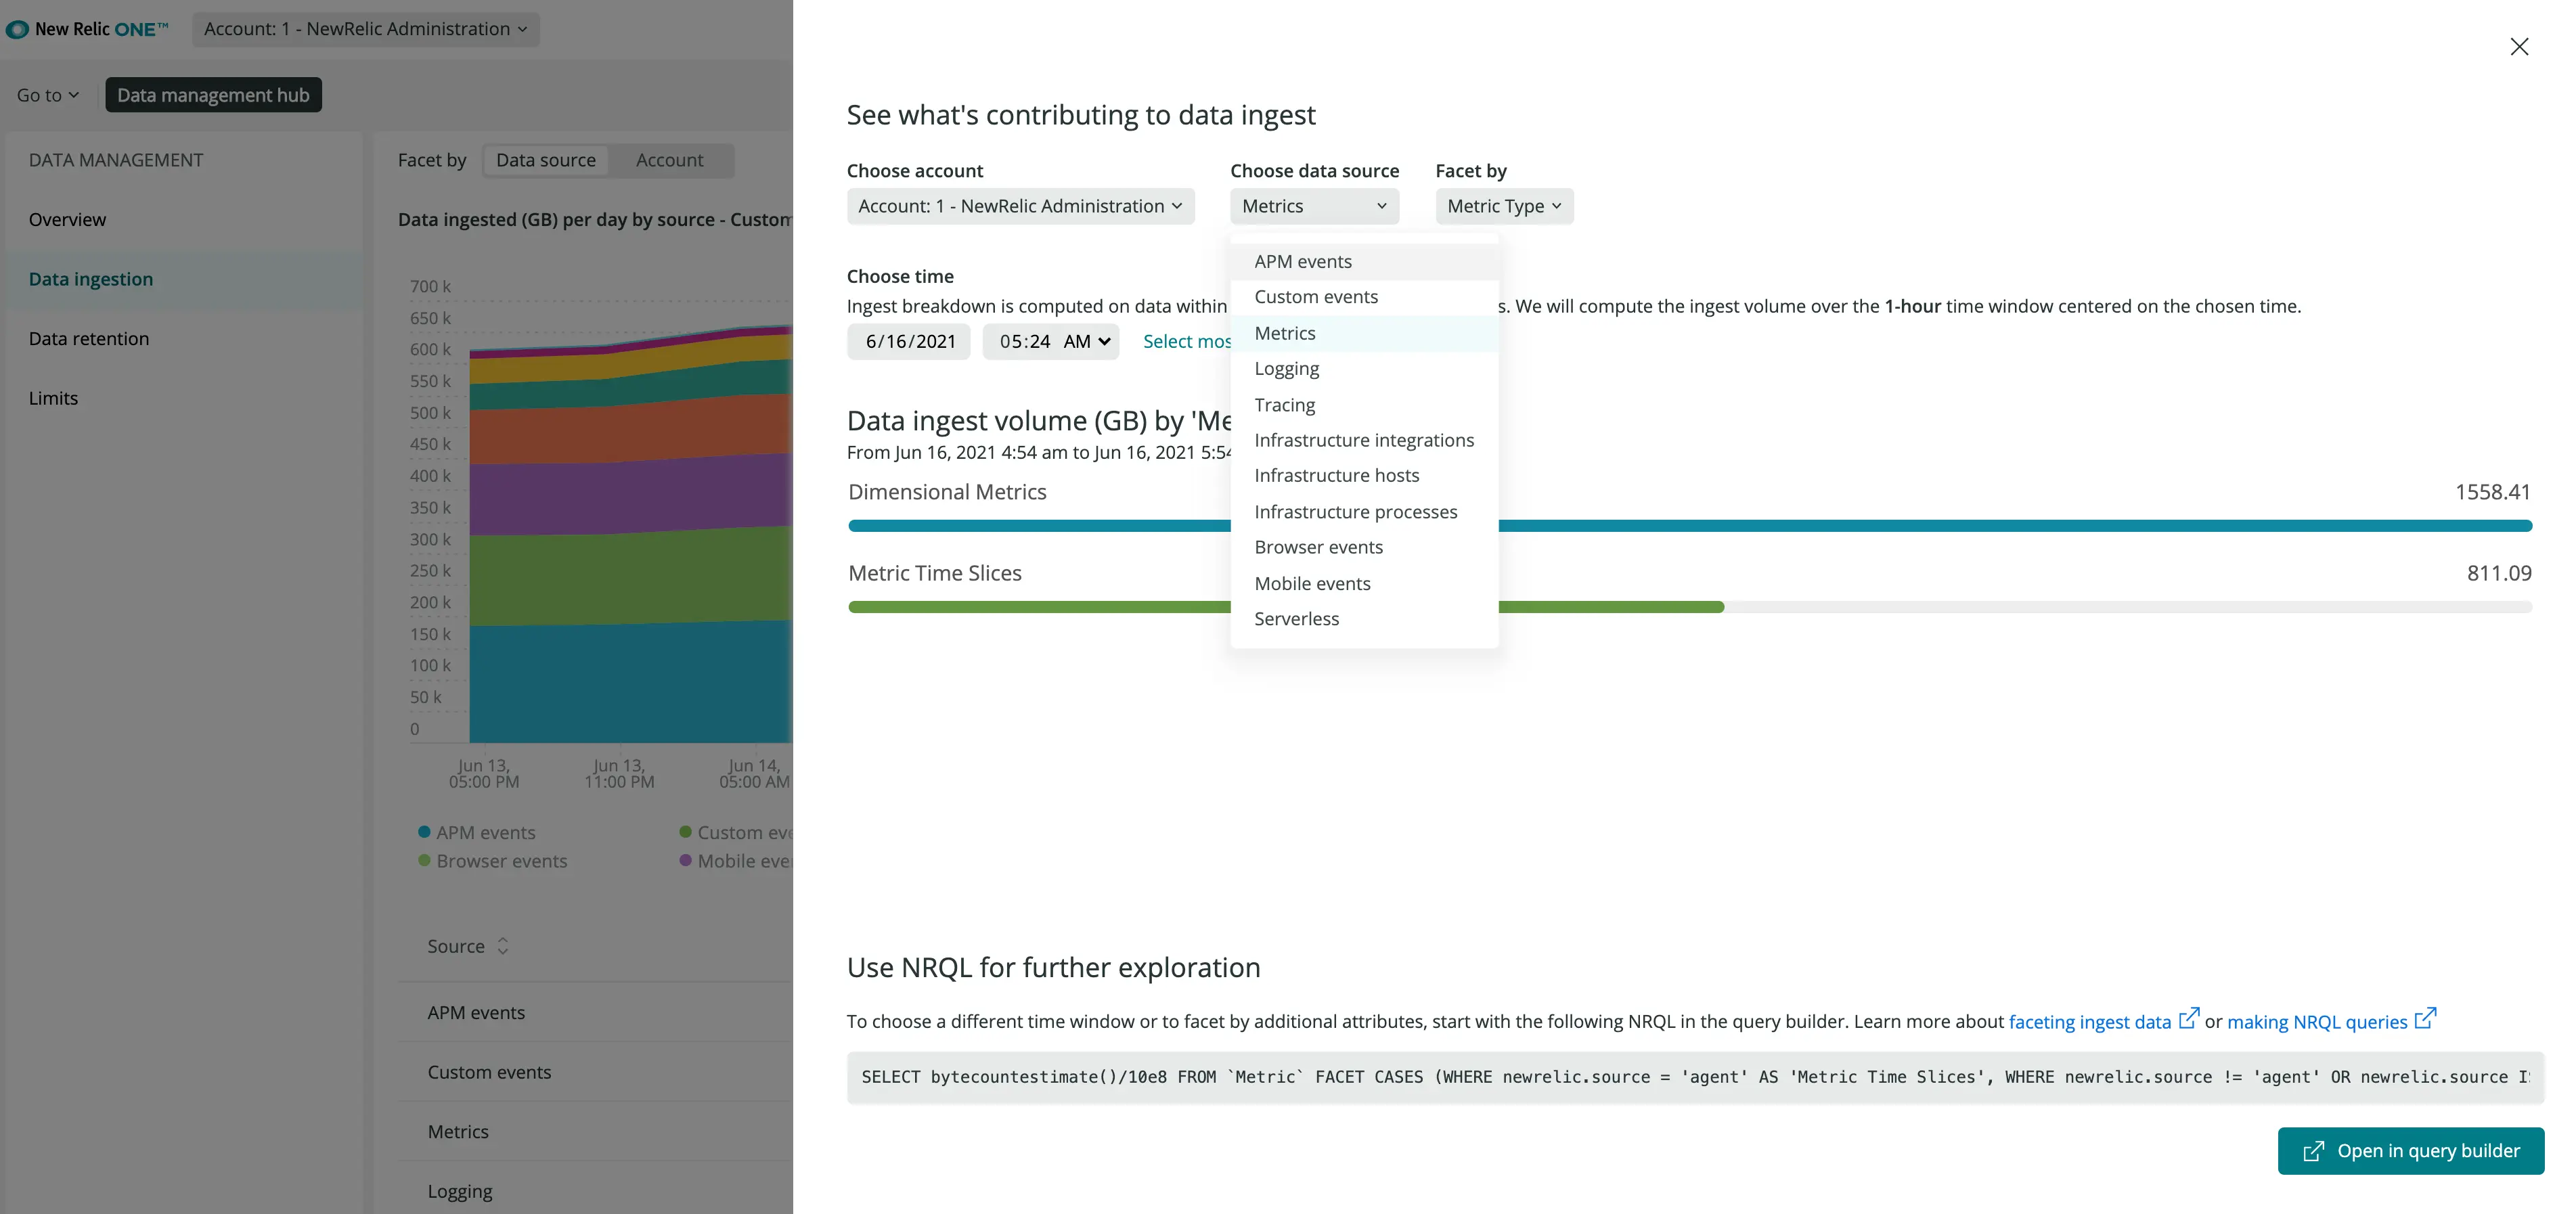 New Relic ONE™
Account: 1 - NewRelic Administration
Go to
Data management hub
DATA MANAGEMENT
Overview
Data ingestion
Data retention
Limits
Facet by
Data source
Account
Data ingested (GB) per day by source - Custom
700 k
650 k
600 k
550 k
500 k
450 k
400 k
350 k
300 k
250 k
200 k
150 k
100 k
50 k
0
Jun 13,
05:00 PM
Jun 13,
11:00 PM
Jun 14,
05:00 AM
APM events
Custom eve
Browser events
Mobile eve
Source
APM events
Custom events
Metrics
Logging
See what's contributing to data ingest
Choose account
Account: 1 - NewRelic Administration
Choose data source
Metrics
Facet by
Metric Type
APM events
Custom events
Metrics
Logging
Tracing
Infrastructure integrations
Infrastructure hosts
Infrastructure processes
Browser events
Mobile events
Serverless
Choose time
Ingest breakdown is computed on data within s. We will compute the ingest volume over the 1-hour time window centered on the chosen time.
6/16/2021
05:24 AM
Select mos
Data ingest volume (GB) by 'Me
From Jun 16, 2021 4:54 am to Jun 16, 2021 5:54
Dimensional Metrics
1558.41
Metric Time Slices
811.09
Use NRQL for further exploration
To choose a different time window or to facet by additional attributes, start with the following NRQL in the query builder. Learn more about faceting ingest data or making NRQL queries
SELECT bytecountestimate()/10e8 FROM `Metric` FACET CASES (WHERE newrelic.source = 'agent' AS 'Metric Time Slices', WHERE newrelic.source != 'agent' OR newrelic.source I
Open in query builder